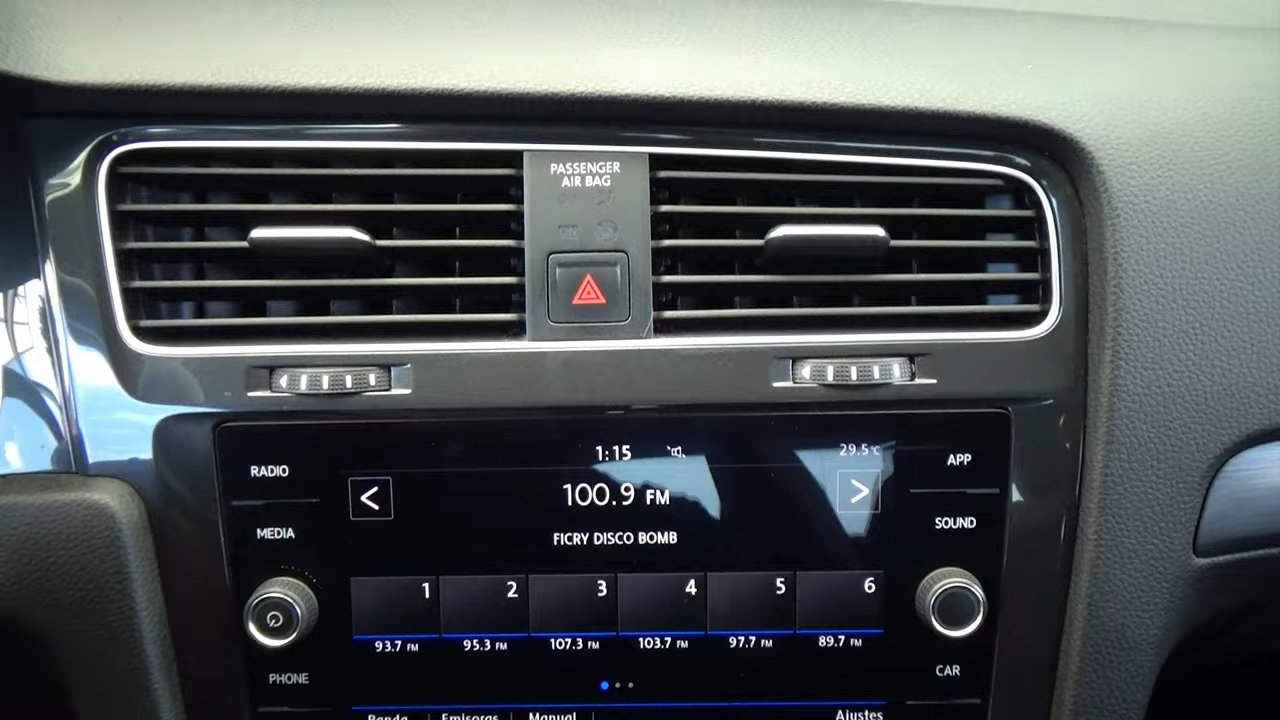 PASSENGER
AIR BAG
1:15
29.5°C
RADIO
APP
<
100.9 FM
>
MEDIA
SOUND
FICRY DISCO BOMB
1 2 3 4 5 6
93.7 FM 95.3 FM 107.3 FM 103.7 FM 97.7 FM 89.7 FM
PHONE
CAR
Banda Emisoras Manual Ajustes